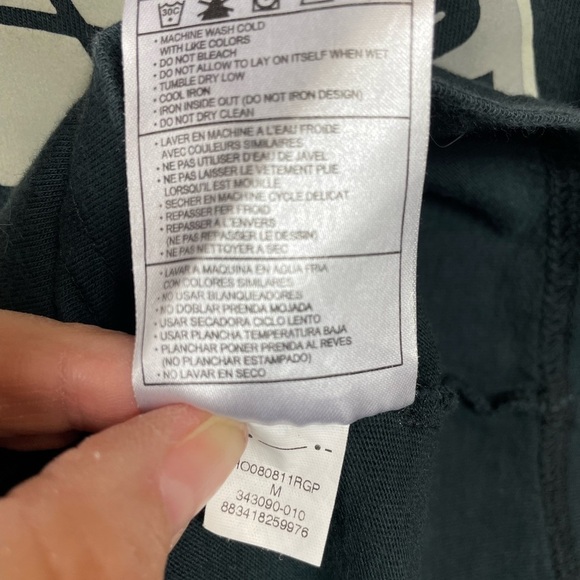 30C
• MACHINE WASH COLD
WITH LIKE COLORS
• DO NOT BLEACH
• DO NOT ALLOW TO LAY ON ITSELF WHEN WET
• TUMBLE DRY LOW
• COOL IRON
• IRON INSIDE OUT (DO NOT IRON DESIGN)
• DO NOT DRY CLEAN
• LAVER EN MACHINE A L'EAU FROIDE
AVEC COULEURS SIMILAIRES
• NE PAS UTILISER D'EAU DE JAVEL
• NE PAS LAISSER LE VETEMENT PLIE
LORSQU'IL EST MOUILLE
• SECHER EN MACHINE CYCLE DELICAT
• REPASSER FER FROID
• REPASSER A L'ENVERS
(NE PAS REPASSER LE DESSIN)
• NE PAS NETTOYER A SEC
• LAVAR A MAQUINA EN AGUA FRIA
CON COLORES SIMILARES
• NO USAR BLANQUEADORES
• NO DOBLAR PRENDA MOJADA
• USAR SECADORA CICLO LENTO
• USAR PLANCHA TEMPERATURA BAJA
• PLANCHAR PONER PRENDA AL REVES
(NO PLANCHAR ESTAMPADO)
• NO LAVAR EN SECO
HO080811RGP
M
343090-010
883418259976